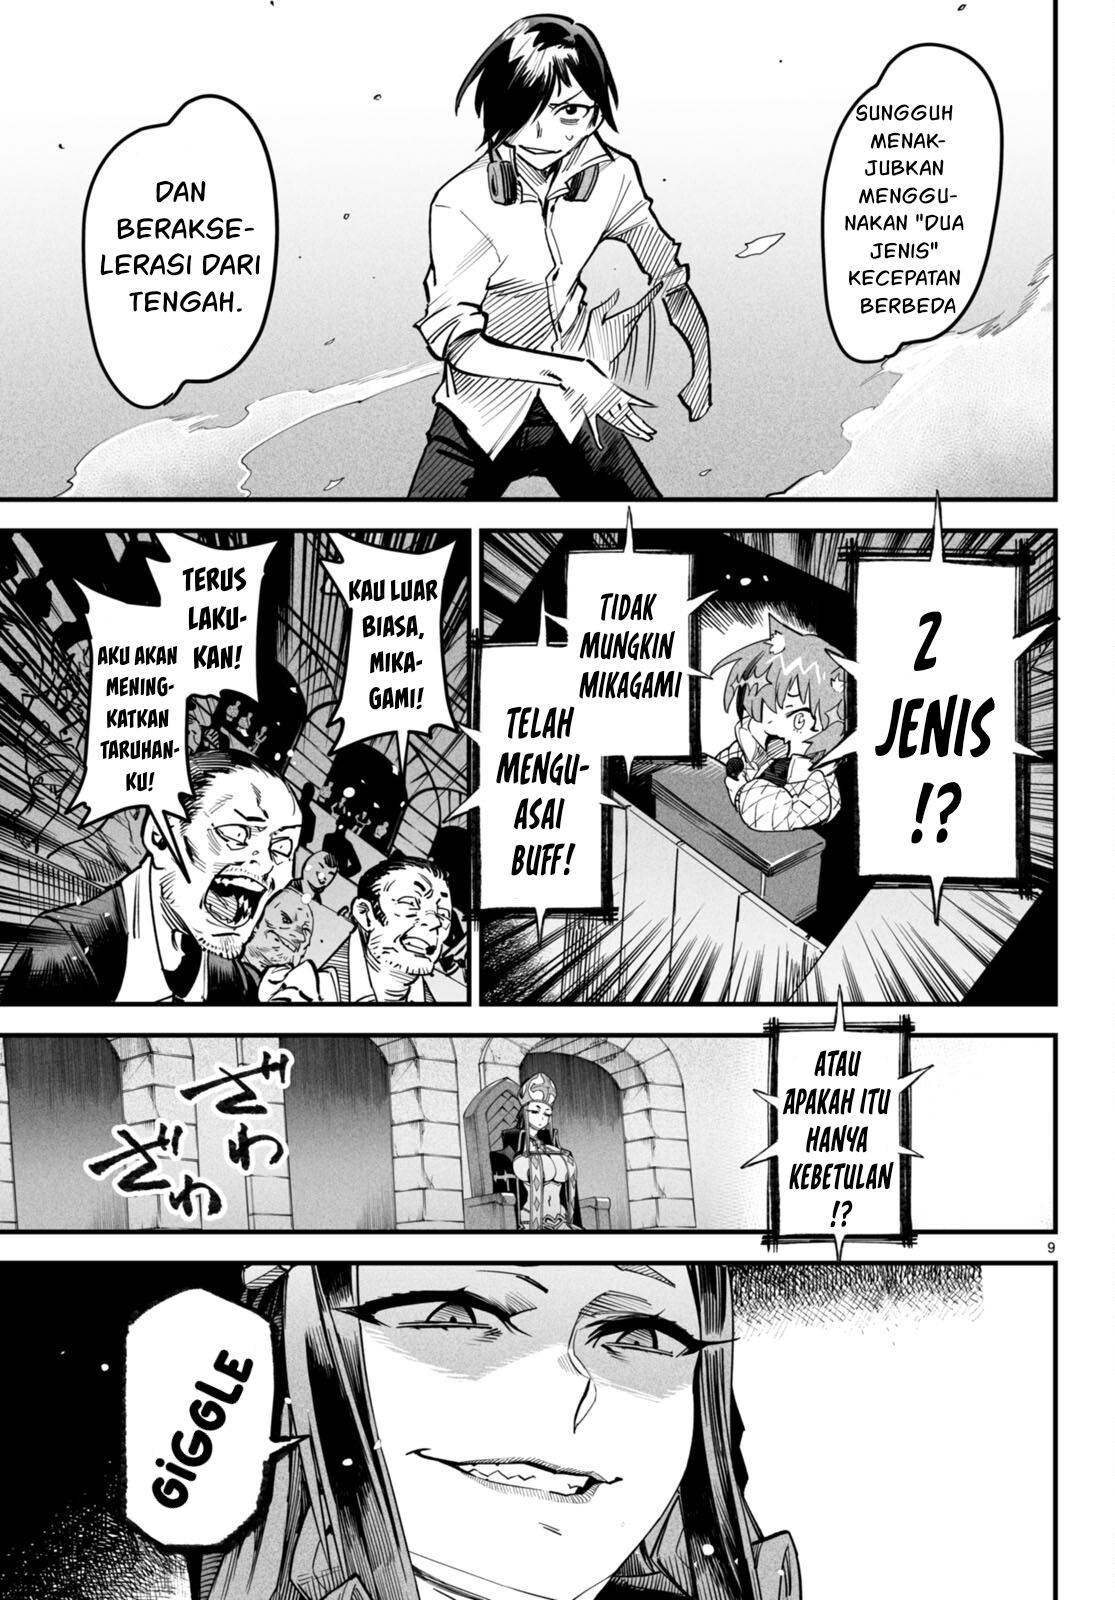 SUNGGUH
MENAK-
JUBKAN
MENGGU-
NAKAN "DUA
JENIS"
KECEPATAN
BERBEDA
DAN
BERAKSE-
LERASI DARI
TENGAH.
2
JENIS
!?
TIDAK
MUNGKIN
MIKAGAMI
TELAH
MENGU-
ASAI
BUFF!
KAU LUAR
BIASA,
MIKA-
GAMI!
TERUS
LAKU-
KAN!
AKU AKAN
MENING-
KATKAN
TARUHAN-
KU!
ATAU
APAKAH ITU
HANYA
KEBETULAN
!?
ざわ
ざわ
9
GIGGLE